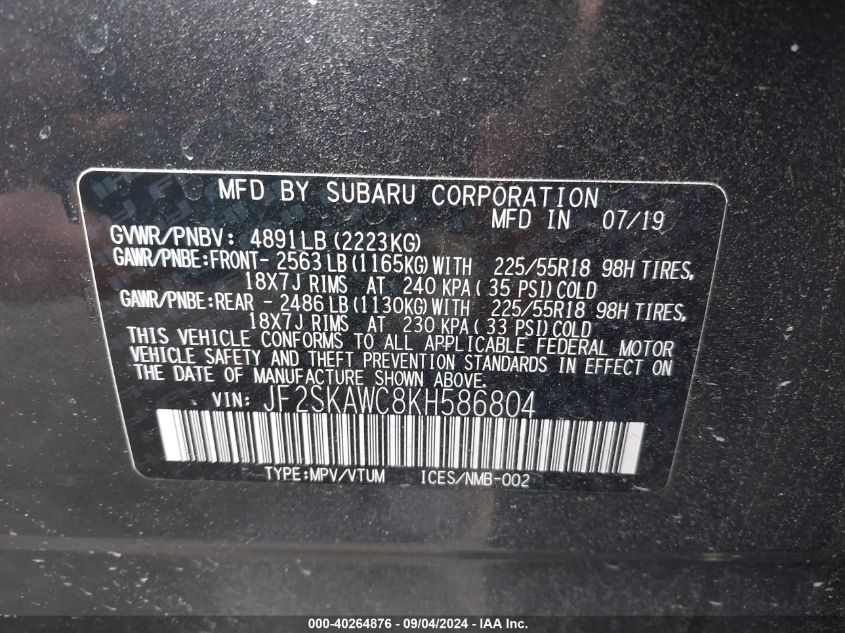 MFD BY SUBARU CORPORATION
MFD IN 07/19
GVWR/PNBV: 4891LB (2223KG)
GAWR/PNBE:FRONT- 2563LB (1165KG)WITH 225/55R18 98H TIRES,
18X7J RIMS AT 240 KPA( 35 PSI)COLD
GAWR/PNBE:REAR - 2486LB (1130KG)WITH 225/55R18 98H TIRES,
18X7J RIMS AT 230 KPA( 33 PSI)COLD
THIS VEHICLE CONFORMS TO ALL APPLICABLE FEDERAL MOTOR
VEHICLE SAFETY AND THEFT PREVENTION STANDARDS IN EFFECT ON
THE DATE OF MANUFACTURE SHOWN ABOVE.
VIN: JF2SKAWC8KH586804
TYPE:MPV/VTUM ICES/NMB-002
000-40264876 - 09/04/2024 - IAA Inc.